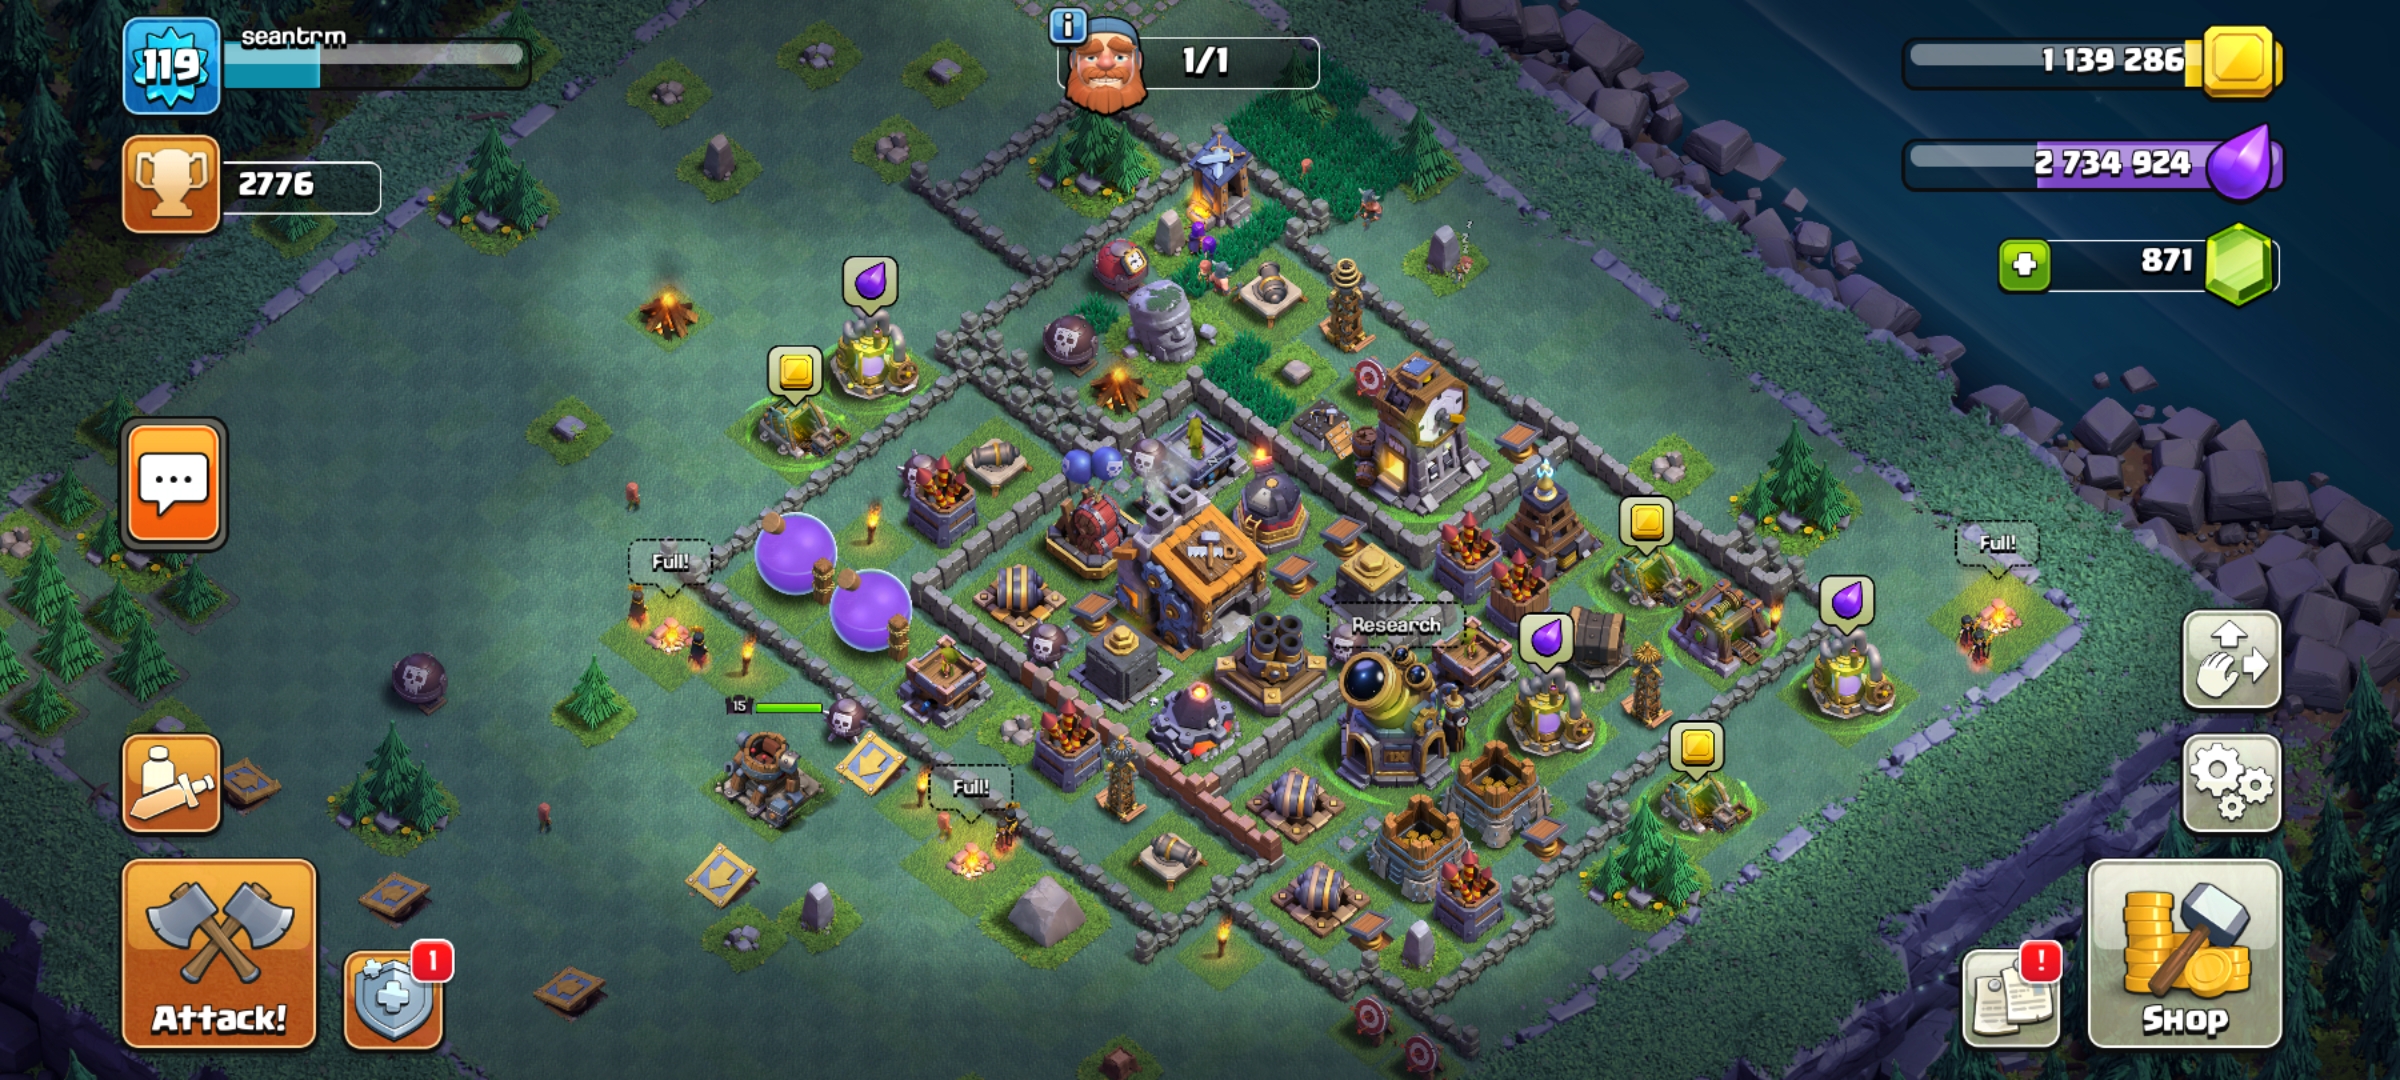 119
seantrm
i
1/1
1 139 286
2776
2 734 924
871
Full!
Full!
Research
15
Full!
1
!
Attack!
Shop